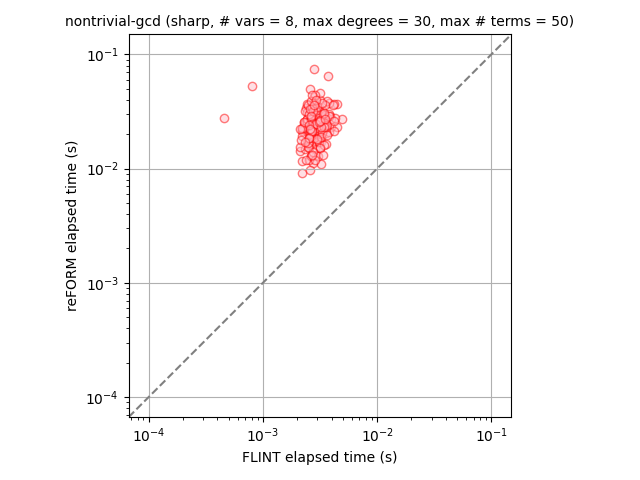 nontrivial-gcd (sharp, # vars = 8, max degrees = 30, max # terms = 50)
reFORM elapsed time (s)
10⁻¹
10⁻²
10⁻³
10⁻⁴
10⁻⁴ 10⁻³ 10⁻² 10⁻¹
FLINT elapsed time (s)